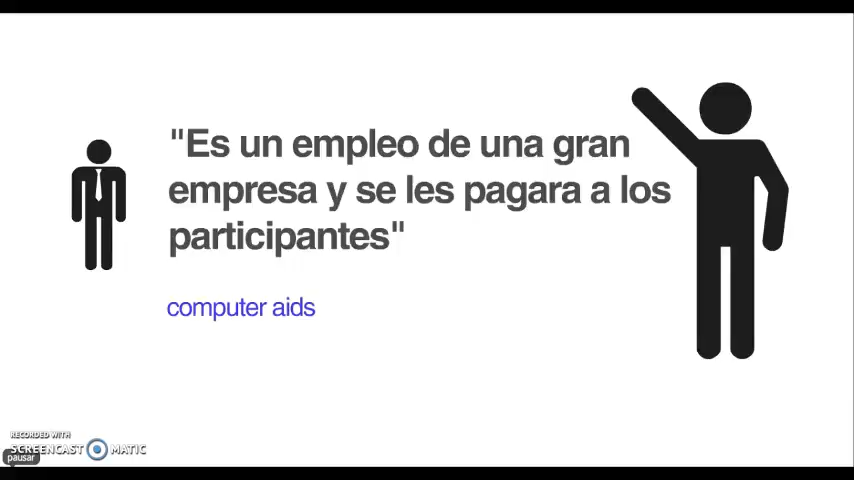 "Es un empleo de una gran
empresa y se les pagara a los
participantes"
computer aids
RECORDED WITH
SCREENCAST MATIC
pausar